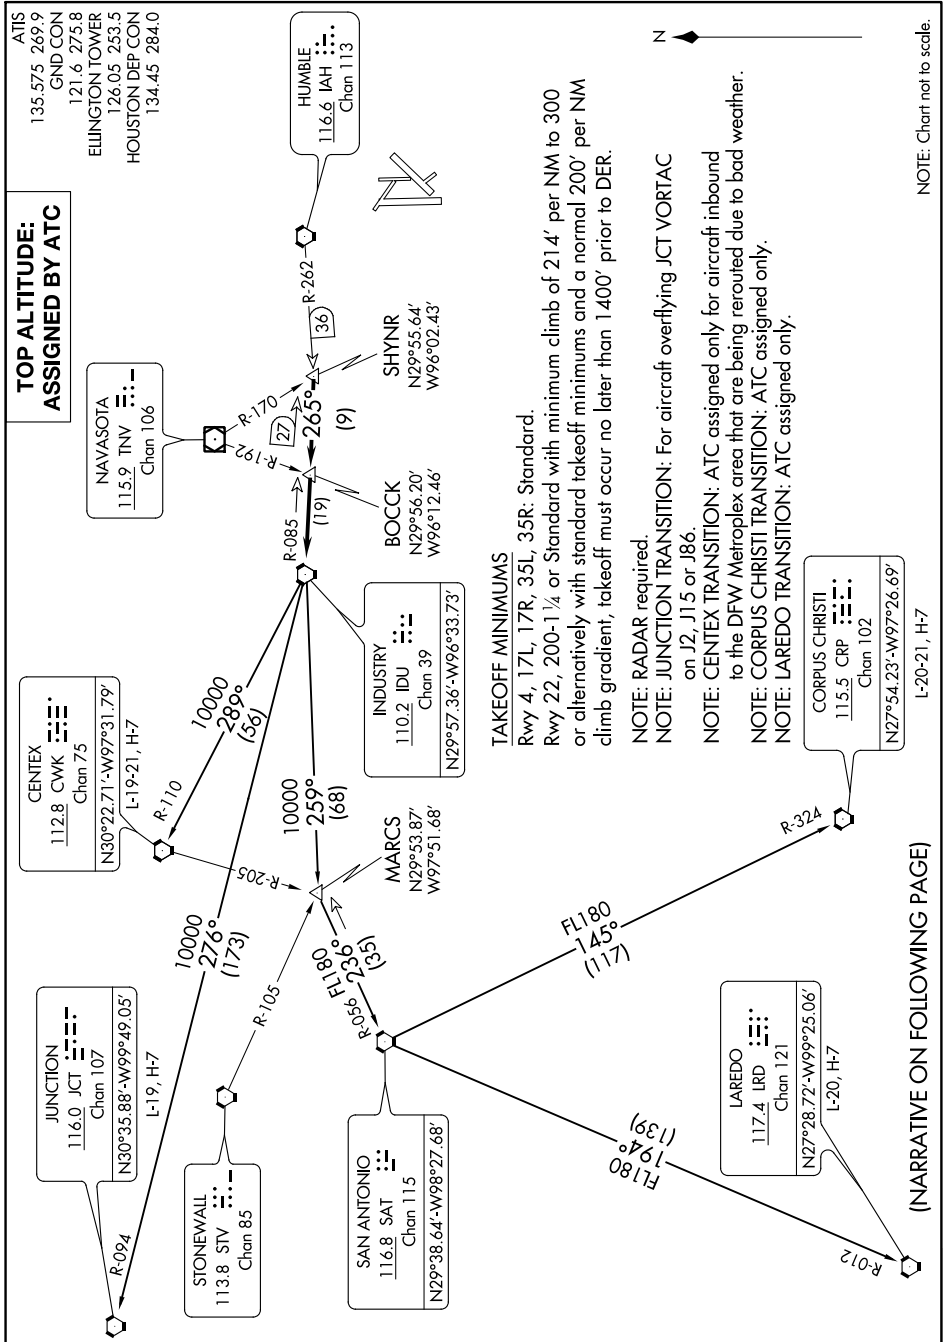 ATIS
135.575 269.9
GND CON
121.6 275.8
ELLINGTON TOWER
126.05 253.5
HOUSTON DEP CON
134.45 284.0
TOP ALTITUDE:
ASSIGNED BY ATC
HUMBLE
116.6 IAH
Chan 113
NAVASOTA
115.9 TNV
Chan 106
CENTEX
112.8 CWK
Chan 75
N30°22.71'-W97°31.79'
L-19-21, H-7
JUNCTION
116.0 JCT
Chan 107
N30°35.88'-W99°49.05'
L-19, H-7
STONEWALL
113.8 STV
Chan 85
SAN ANTONIO
116.8 SAT
Chan 115
N29°38.64'-W98°27.68'
INDUSTRY
110.2 IDU
Chan 39
N29°57.36'-W96°33.73'
R-262
36
SHYNR
N29°55.64'
W96°02.43'
R-170
27
R-192
265°
(9)
BOCCK
N29°56.20'
W96°12.46'
R-085
(19)
10000
289°
(56)
R-110
10000
276°
(173)
R-094
10000
259°
(68)
R-205
R-105
MARCS
N29°53.87'
W97°51.68'
FL180
236°
(35)
R-056
FL180
145°
(117)
R-324
FL180
194°
(139)
R-012
CORPUS CHRISTI
115.5 CRP
Chan 102
N27°54.23'-W97°26.69'
L-20-21, H-7
LAREDO
117.4 LRD
Chan 121
N27°28.72'-W99°25.06'
L-20, H-7
N
TAKEOFF MINIMUMS
Rwy 4, 17L, 17R, 35L, 35R: Standard.
Rwy 22, 200-1¼ or Standard with minimum climb of 214' per NM to 300
or alternatively with standard takeoff minimums and a normal 200' per NM
climb gradient, takeoff must occur no later than 1400' prior to DER.
NOTE: RADAR required.
NOTE: JUNCTION TRANSITION: For aircraft overflying JCT VORTAC
on J2, J15 or J86.
NOTE: CENTEX TRANSITION: ATC assigned only for aircraft inbound
to the DFW Metroplex area that are being rerouted due to bad weather.
NOTE: CORPUS CHRISTI TRANSITION: ATC assigned only.
NOTE: LAREDO TRANSITION: ATC assigned only.
(NARRATIVE ON FOLLOWING PAGE)
NOTE: Chart not to scale.